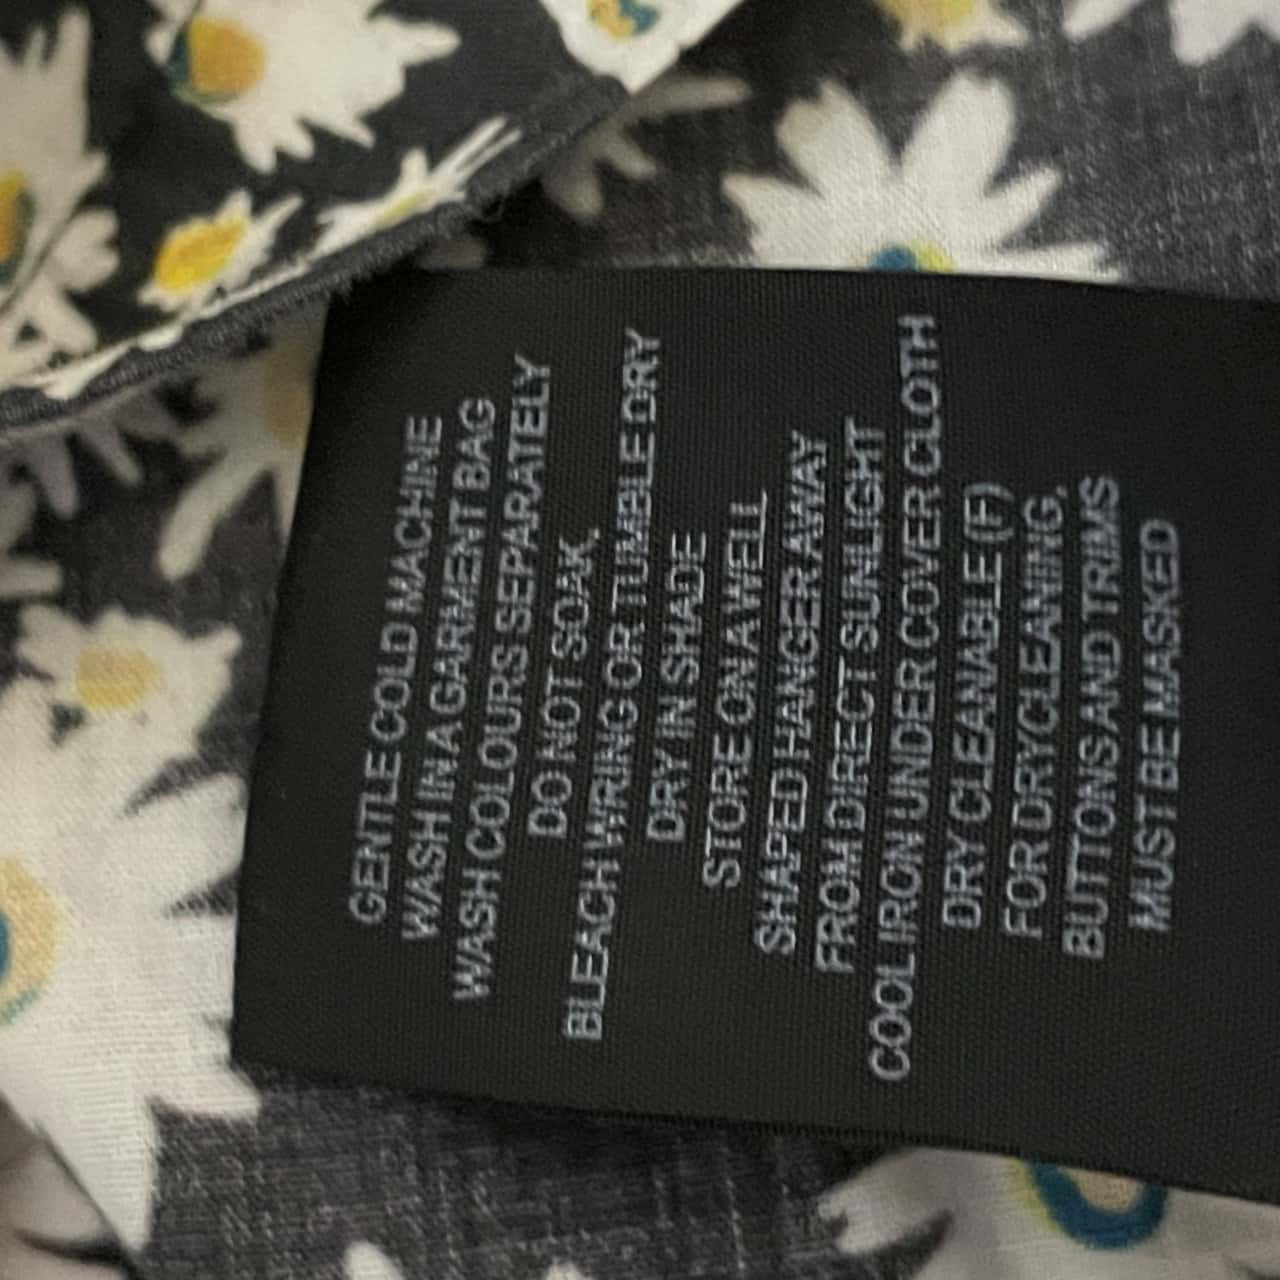 GENTLE COLD MACHINE
WASH IN A GARMENT BAG
WASH COLOURS SEPARATELY
DO NOT SOAK,
BLEACH WRING OR TUMBLE DRY
DRY IN SHADE
STORE ON A WELL
SHAPED HANGER AWAY
FROM DIRECT SUNLIGHT
COOL IRON UNDER COVER CLOTH
DRY CLEANABLE (F)
FOR DRYCLEANING,
BUTTONS AND TRIMS
MUST BE MASKED